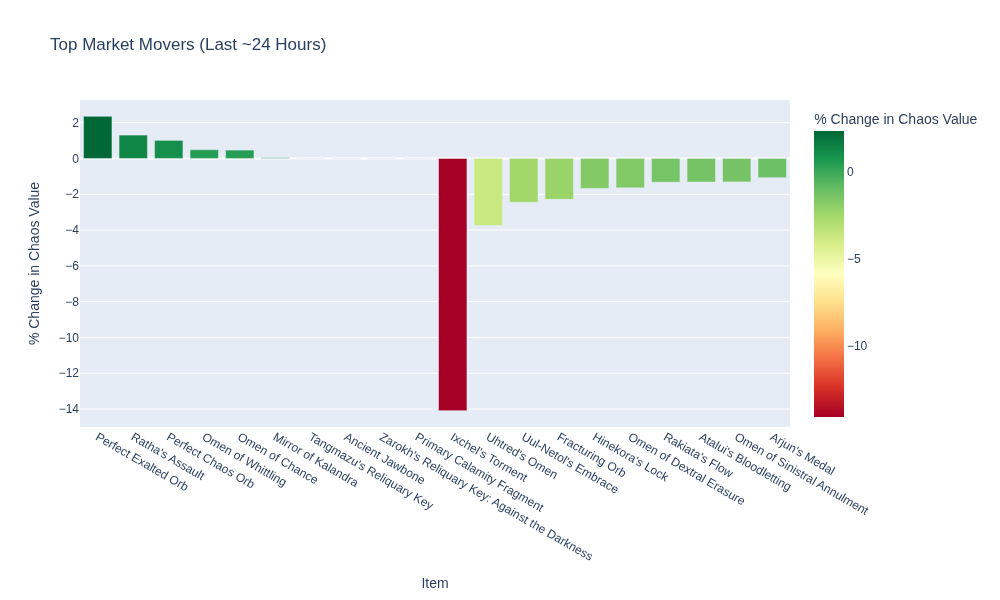 Top Market Movers (Last ~24 Hours)
% Change in Chaos Value
2
0
−2
−4
−6
−8
−10
−12
−14
% Change in Chaos Value
0
−5
−10
Perfect Exalted Orb
Ratha's Assault
Perfect Chaos Orb
Omen of Whittling
Omen of Chance
Mirror of Kalandra
Tangmazu's Reliquary Key
Ancient Jawbone
Zarokh's Reliquary Key: Against the Darkness
Primary Calamity Fragment
Ixchel's Torment
Uhtred's Omen
Uul-Netol's Embrace
Fracturing Orb
Hinekora's Lock
Omen of Dextral Erasure
Rakiata's Flow
Atalui's Bloodletting
Omen of Sinistral Annulment
Arjun's Medal
Item